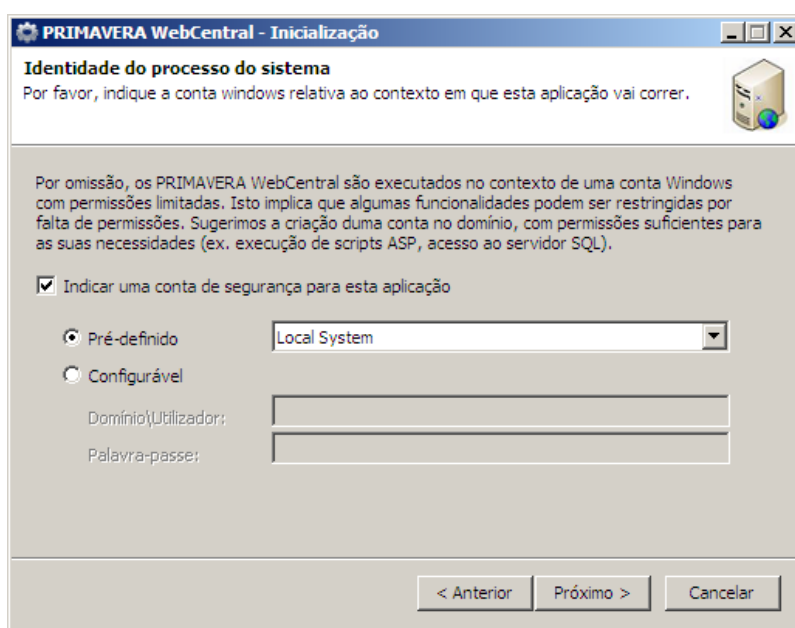 PRIMAVERA WebCentral - Inicialização
Identidade do processo do sistema
Por favor, indique a conta windows relativa ao contexto em que esta aplicação vai correr.
Por omissão, os PRIMAVERA WebCentral são executados no contexto de uma conta Windows
com permissões limitadas. Isto implica que algumas funcionalidades podem ser restringidas por
falta de permissões. Sugerimos a criação duma conta no domínio, com permissões suficientes para
as suas necessidades (ex. execução de scripts ASP, acesso ao servidor SQL).
Indicar uma conta de segurança para esta aplicação
Pré-definido Local System
Configurável
Domínio\Utilizador:
Palavra-passe:
< Anterior Próximo > Cancelar